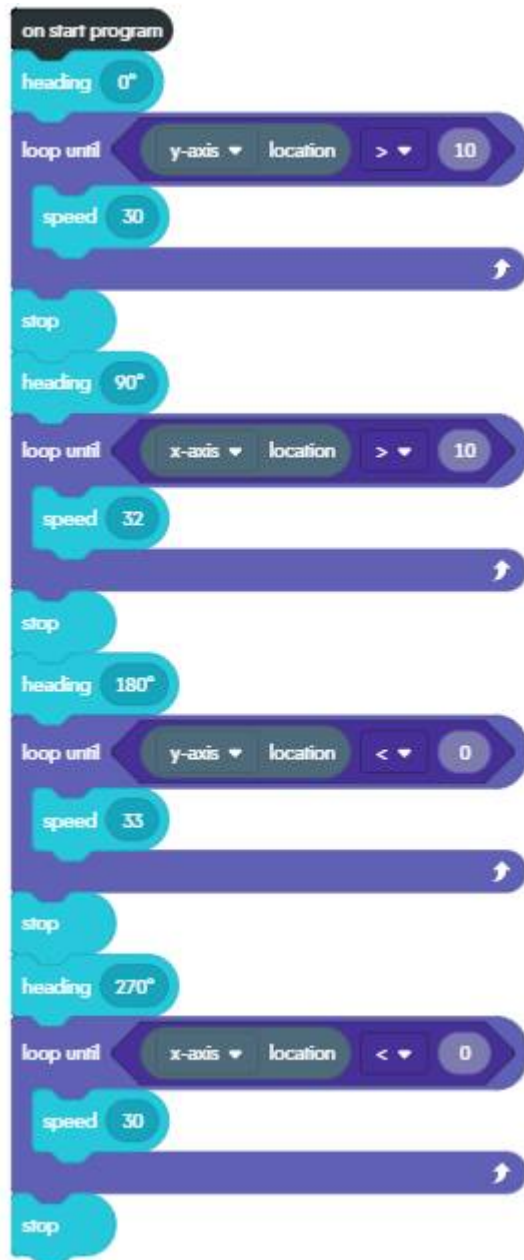 on start program
heading 0°
loop until y-axis location > 10
speed 30
stop
heading 90°
loop until x-axis location > 10
speed 32
stop
heading 180°
loop until y-axis location < 0
speed 33
stop
heading 270°
loop until x-axis location < 0
speed 30
stop